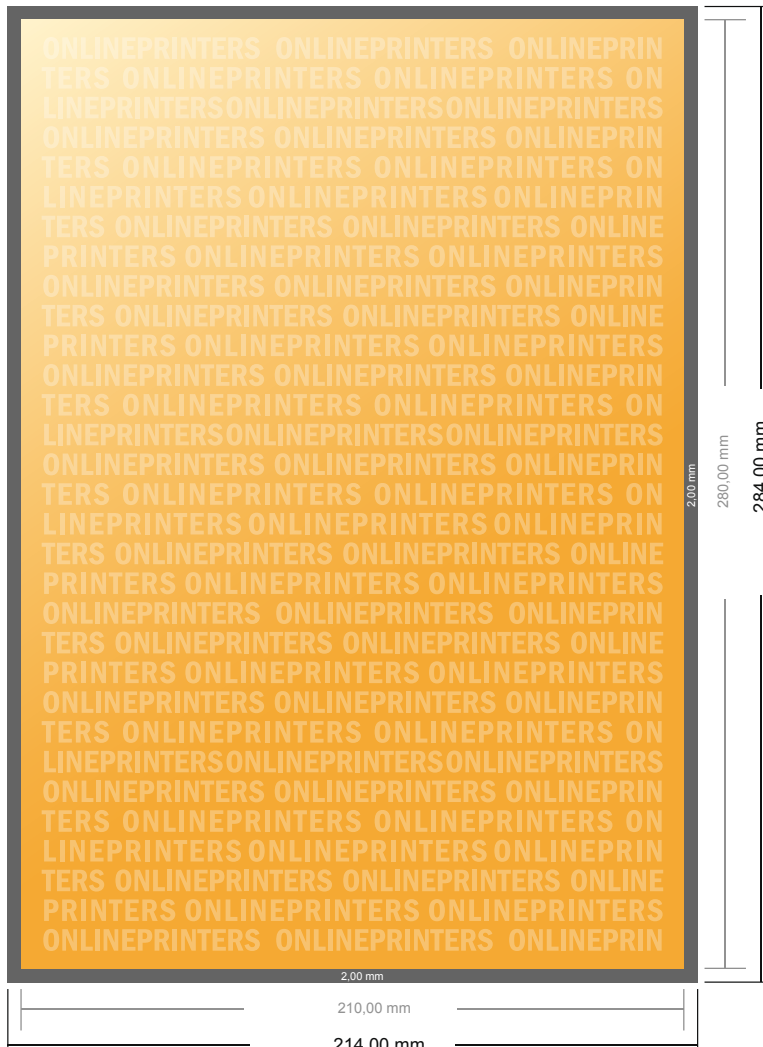 ONLINEPRINTERS ONLINEPRINTERS ONLINEPRIN
TERS ONLINEPRINTERS ONLINEPRINTERS ON
LINEPRINTERSONLINEPRINTERSONLINEPRINTERS
ONLINEPRINTERS ONLINEPRINTERS ONLINEPRIN
TERS ONLINEPRINTERS ONLINEPRINTERS ON
LINEPRINTERS ONLINEPRINTERS ONLINEPRIN
TERS ONLINEPRINTERS ONLINEPRINTERS ONLINE
PRINTERS ONLINEPRINTERS ONLINEPRINTERS
ONLINEPRINTERS ONLINEPRINTERS ONLINEPRIN
TERS ONLINEPRINTERS ONLINEPRINTERS ONLINE
PRINTERS ONLINEPRINTERS ONLINEPRINTERS
ONLINEPRINTERS ONLINEPRINTERS ONLINEPRIN
TERS ONLINEPRINTERS ONLINEPRINTERS ON
LINEPRINTERSONLINEPRINTERSONLINEPRINTERS
ONLINEPRINTERS ONLINEPRINTERS ONLINEPRIN
TERS ONLINEPRINTERS ONLINEPRINTERS ON
LINEPRINTERS ONLINEPRINTERS ONLINEPRIN
TERS ONLINEPRINTERS ONLINEPRINTERS ONLINE
PRINTERS ONLINEPRINTERS ONLINEPRINTERS
ONLINEPRINTERS ONLINEPRINTERS ONLINEPRIN
TERS ONLINEPRINTERS ONLINEPRINTERS ONLINE
PRINTERS ONLINEPRINTERS ONLINEPRINTERS
ONLINEPRINTERS ONLINEPRINTERS ONLINEPRIN
TERS ONLINEPRINTERS ONLINEPRINTERS ON
LINEPRINTERSONLINEPRINTERSONLINEPRINTERS
ONLINEPRINTERS ONLINEPRINTERS ONLINEPRIN
TERS ONLINEPRINTERS ONLINEPRINTERS ON
LINEPRINTERS ONLINEPRINTERS ONLINEPRIN
TERS ONLINEPRINTERS ONLINEPRINTERS ONLINE
PRINTERS ONLINEPRINTERS ONLINEPRINTERS
ONLINEPRINTERS ONLINEPRINTERS ONLINEPRIN
2,00 mm
280,00 mm
284,00 mm
2,00 mm
210,00 mm
214,00 mm